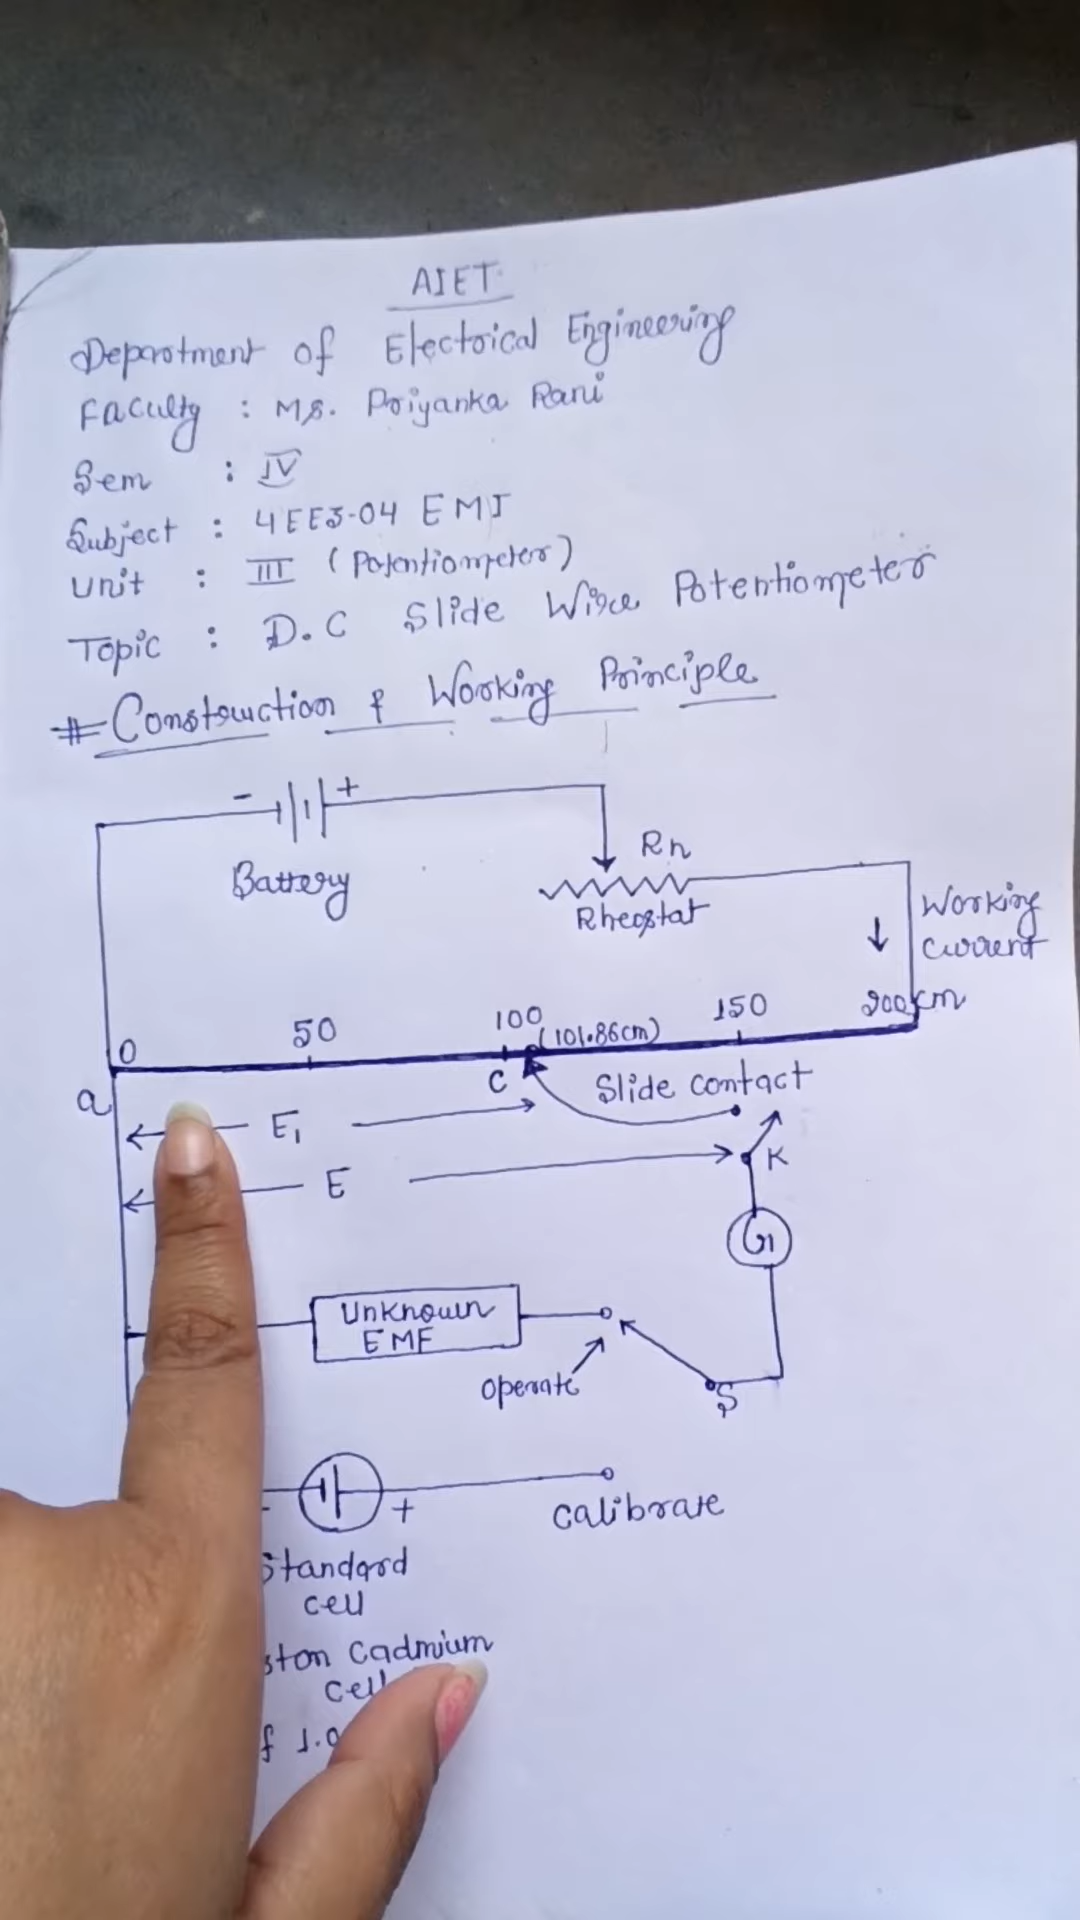 AIET
Department of Electrical Engineering
Faculty : Ms. Priyanka Rani
Sem : IV
Subject : 4EE3-04 EMI
Unit : III (Potentiometer)
Topic : D.C Slide Wire Potentiometer
# Construction & Working Principle
- +
Battery
Rh
Rheostat
Working
current
0 50 100 (101.86cm) 150 200 cm
a
C
Slide contact
E₁
K
E
G
Unknown
EMF
operate
S
- +
calibrate
Standard
cell
Cadmium
cell